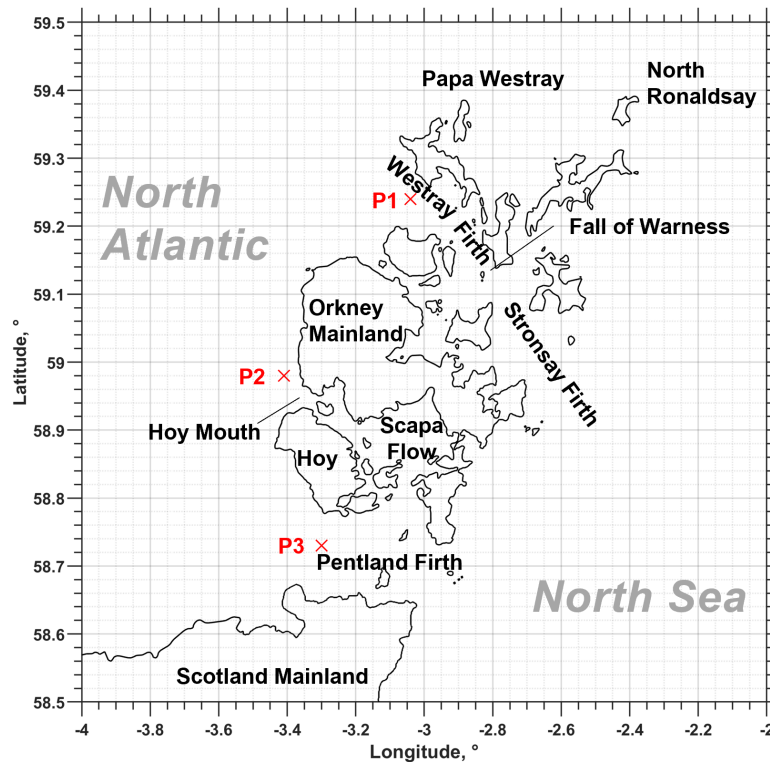 59.5
59.4
59.3
59.2
59.1
59
58.9
58.8
58.7
58.6
58.5
Latitude, °
-4
-3.8
-3.6
-3.4
-3.2
-3
-2.8
-2.6
-2.4
-2.2
-2
Longitude, °
Papa Westray
North
Ronaldsay
North
Atlantic
Westray Firth
P1
Fall of Warness
Orkney
Mainland
Stronsay Firth
P2
Hoy Mouth
Scapa
Flow
Hoy
P3
Pentland Firth
North Sea
Scotland Mainland